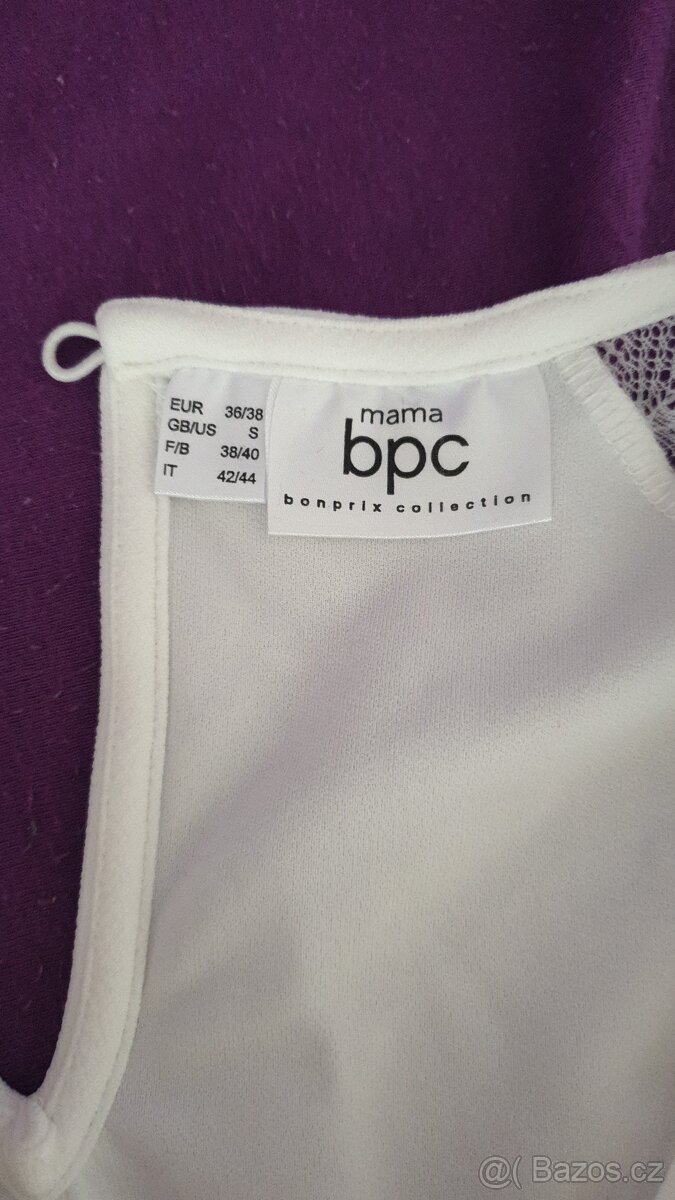 EUR 36/38
GB/US S
F/B 38/40
IT 42/44
mama
bpc
bonprix collection
@( Bazos.cz